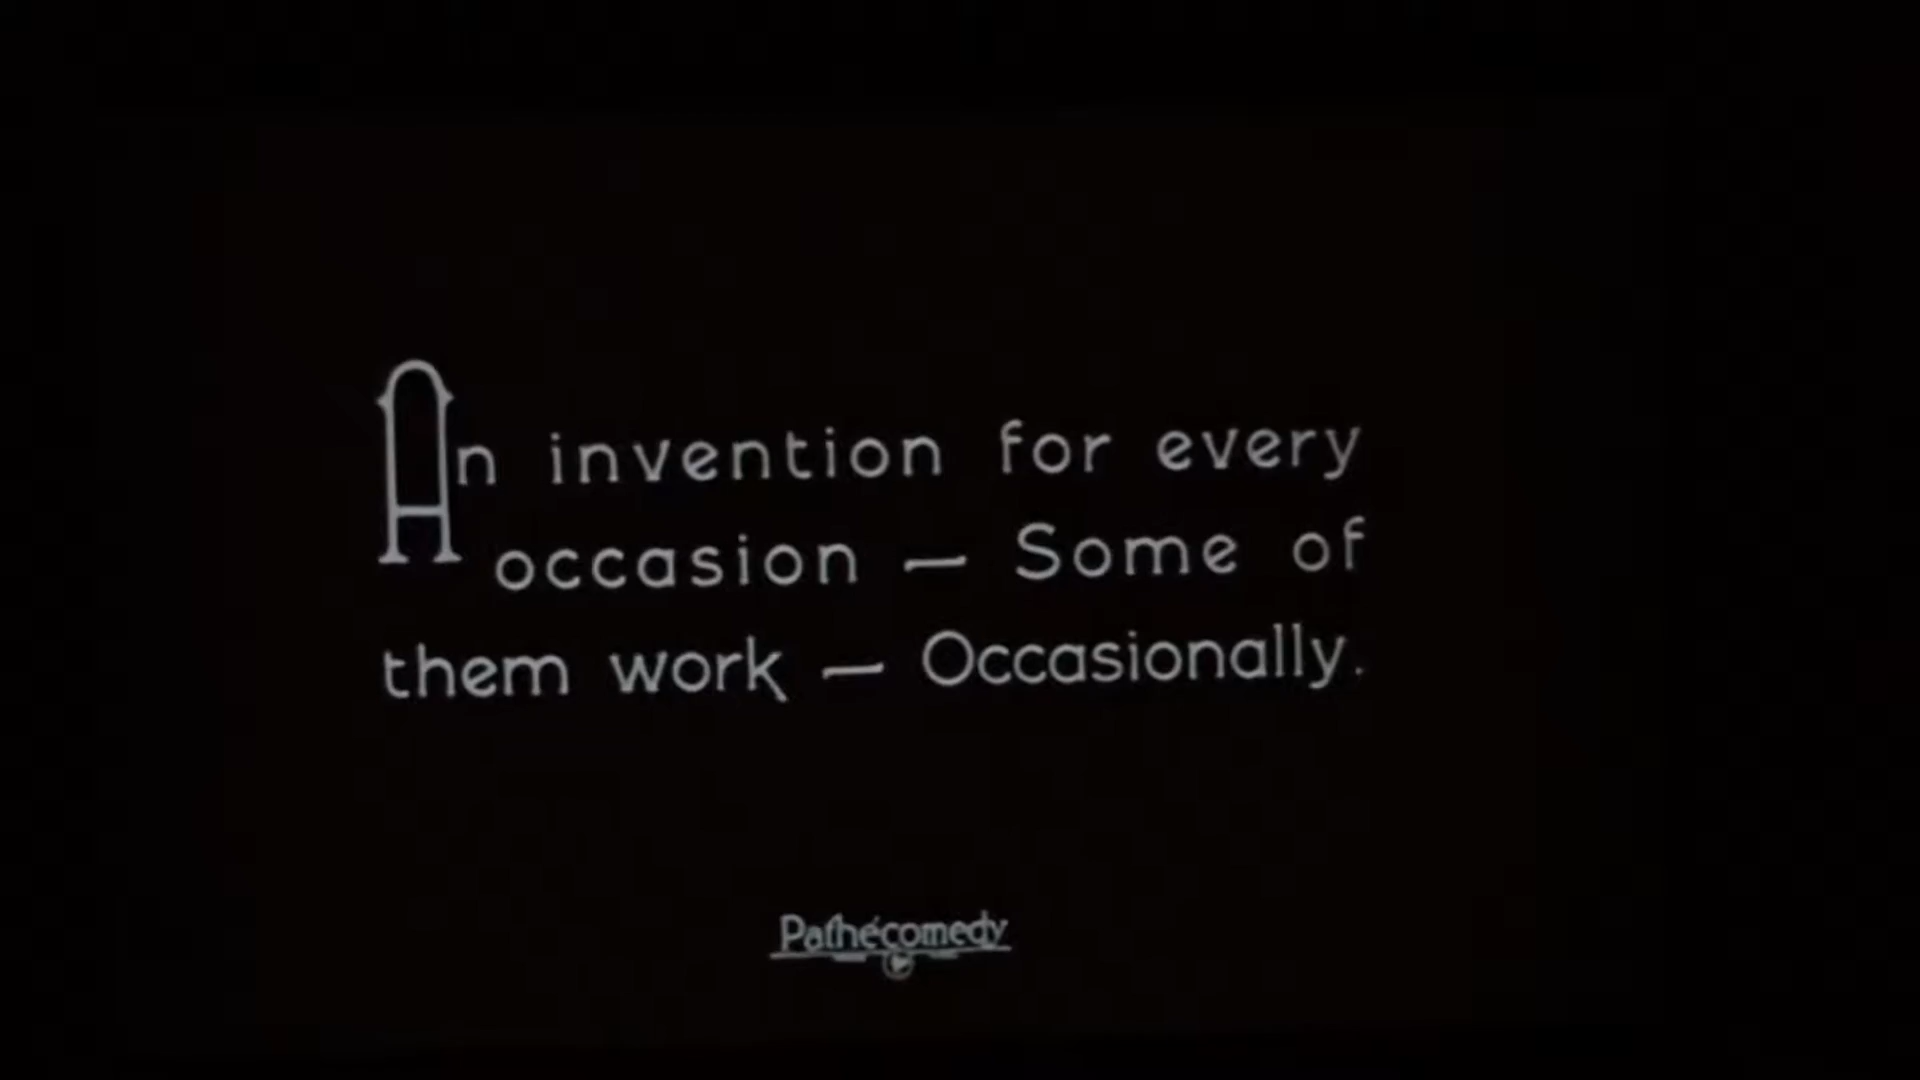 An invention for every
occasion — Some of
them work — Occasionally.
Pathécomedy